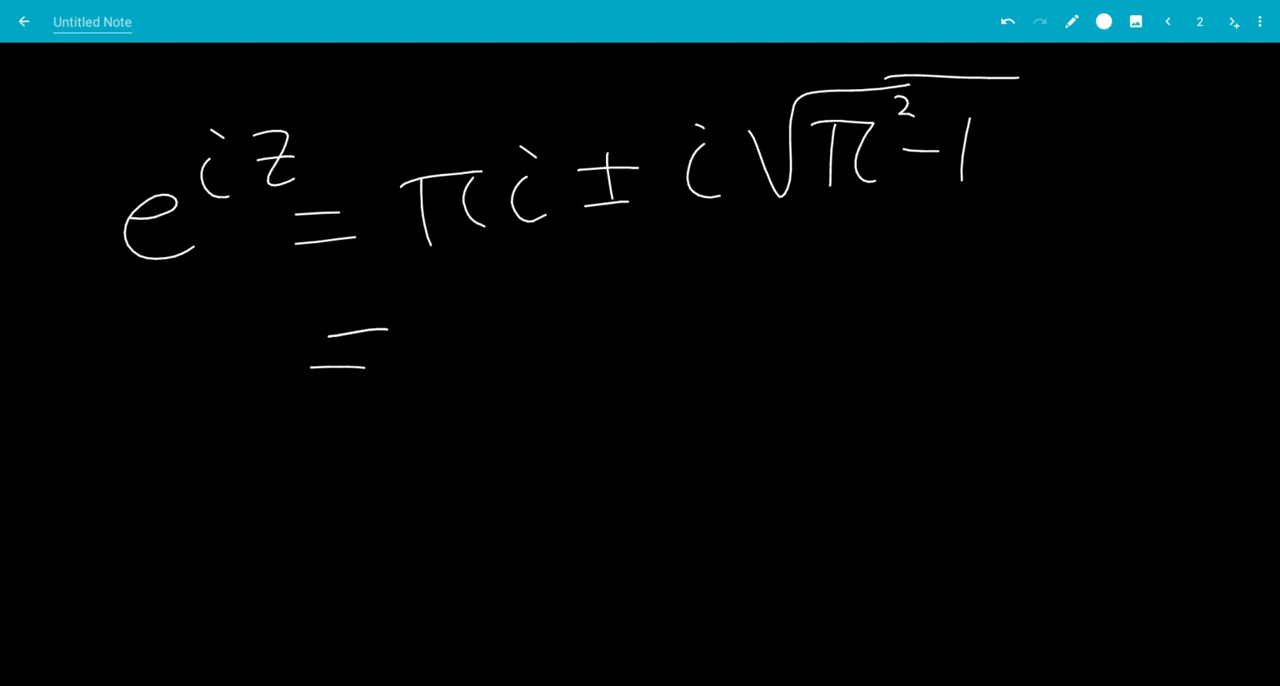 Untitled Note
2
e^{iz} = πi ± i√(π² - 1)
=